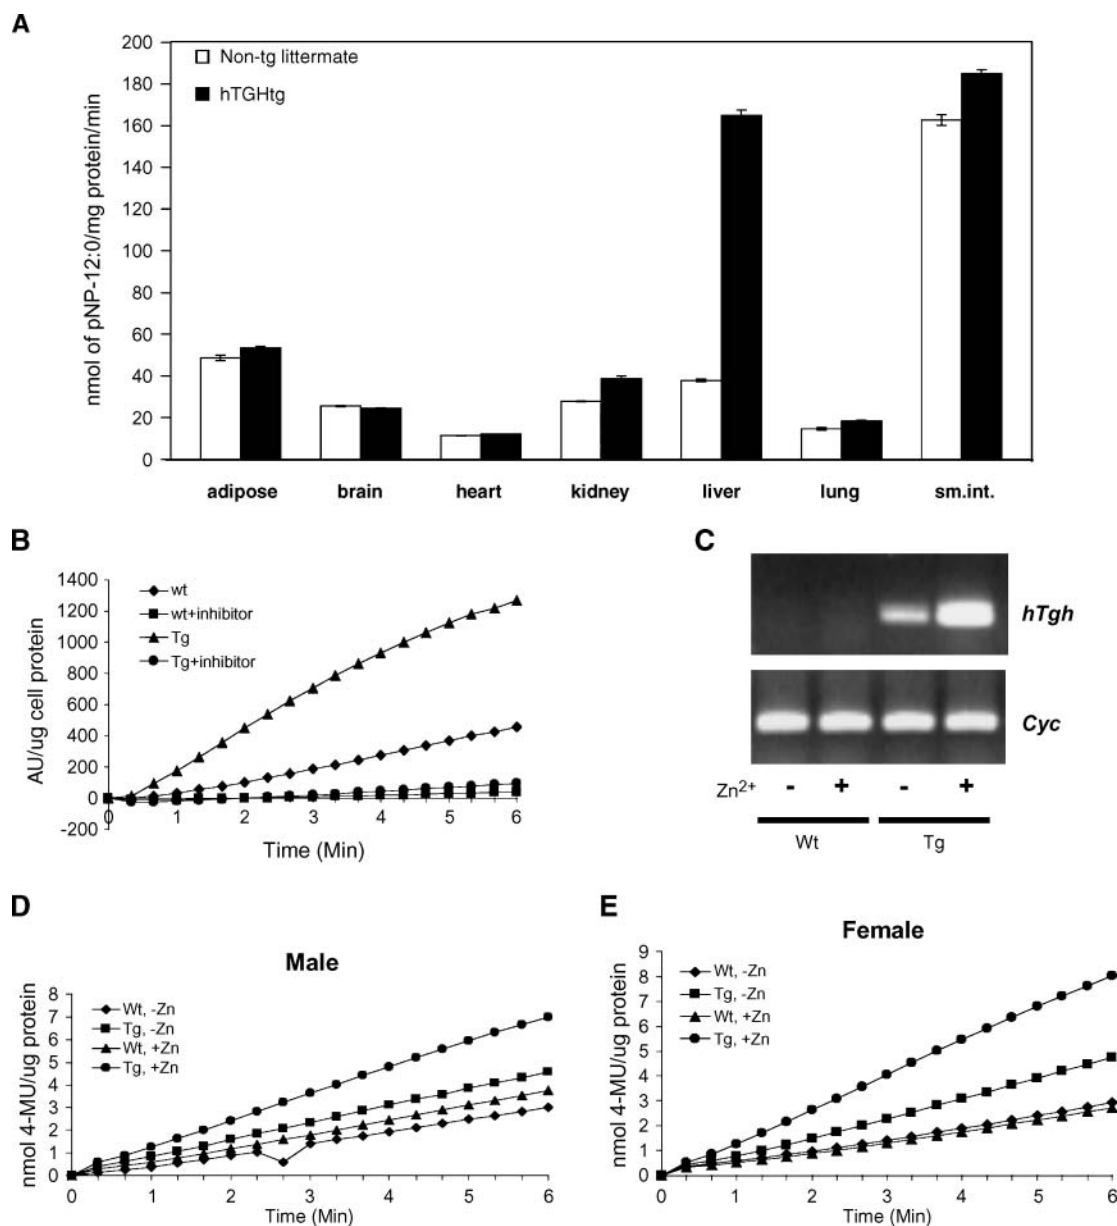 A
nmol of pNP-12:0/mg protein/min
200
180
160
140
120
100
80
60
40
20
0
Non-tg littermate
hTGHtg
adipose brain heart kidney liver lung sm.int.
B
AU/ug cell protein
1400
1200
1000
800
600
400
200
0
-200
wt
wt+inhibitor
Tg
Tg+inhibitor
0 1 2 3 4 5 6
Time (Min)
C
hTgh
Cyc
Zn2+ - + - +
Wt Tg
D
Male
nmol 4-MU/ug protein
8
7
6
5
4
3
2
1
0
Wt, -Zn
Tg, -Zn
Wt, +Zn
Tg, +Zn
0 1 2 3 4 5 6
Time (Min)
E
Female
nmol 4-MU/ug protein
9
8
7
6
5
4
3
2
1
0
Wt, -Zn
Tg, -Zn
Wt, +Zn
Tg, +Zn
0 1 2 3 4 5 6
Time (Min)